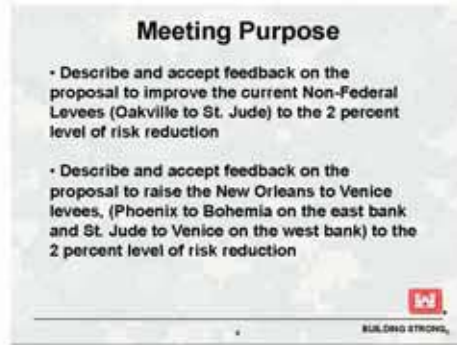 Meeting Purpose
• Describe and accept feedback on the
proposal to improve the current Non-Federal
Levees (Oakville to St. Jude) to the 2 percent
level of risk reduction
• Describe and accept feedback on the
proposal to raise the New Orleans to Venice
levees, (Phoenix to Bohemia on the east bank
and St. Jude to Venice on the west bank) to the
2 percent level of risk reduction
BUILDING STRONG®